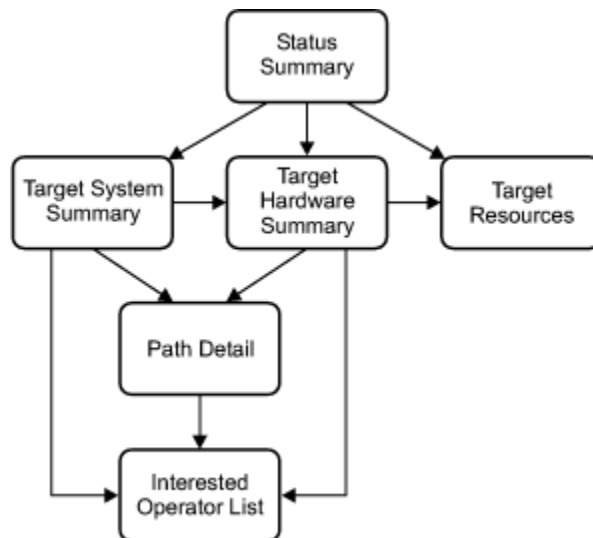 Status
Summary
Target System
Summary
Target
Hardware
Summary
Target
Resources
Path Detail
Interested
Operator List